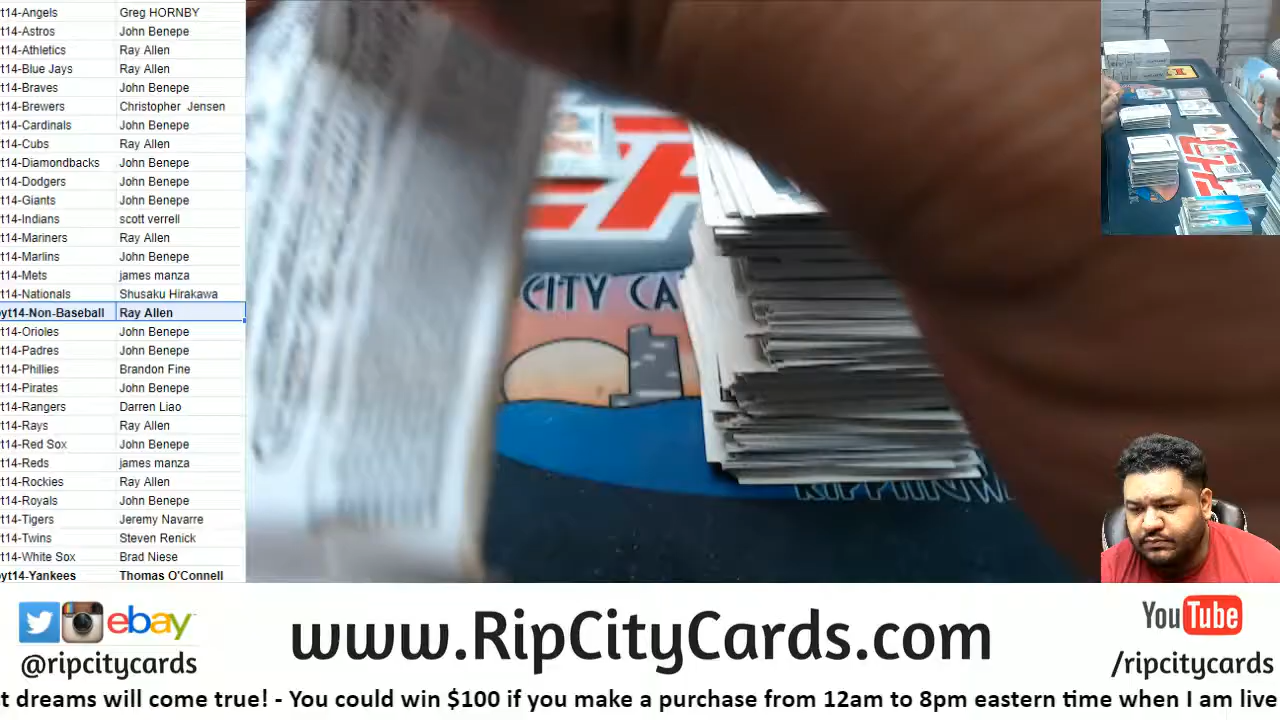 t14-Angels Greg HORNBY
t14-Astros John Benepe
t14-Athletics Ray Allen
t14-Blue Jays Ray Allen
t14-Braves John Benepe
t14-Brewers Christopher Jensen
t14-Cardinals John Benepe
t14-Cubs Ray Allen
t14-Diamondbacks John Benepe
t14-Dodgers John Benepe
t14-Giants John Benepe
t14-Indians scott verrell
t14-Mariners Ray Allen
t14-Marlins John Benepe
t14-Mets james manza
t14-Nationals Shusaku Hirakawa
yt14-Non-Baseball Ray Allen
t14-Orioles John Benepe
t14-Padres John Benepe
t14-Phillies Brandon Fine
t14-Pirates John Benepe
t14-Rangers Darren Liao
t14-Rays Ray Allen
t14-Red Sox John Benepe
t14-Reds james manza
t14-Rockies Ray Allen
t14-Royals John Benepe
t14-Tigers Jeremy Navarre
t14-Twins Steven Renick
t14-White Sox Brad Niese
yt14-Yankees Thomas O'Connell
CITY CA
ebay
@ripcitycards
www.RipCityCards.com
YouTube
/ripcitycards
t dreams will come true! - You could win $100 if you make a purchase from 12am to 8pm eastern time when I am live